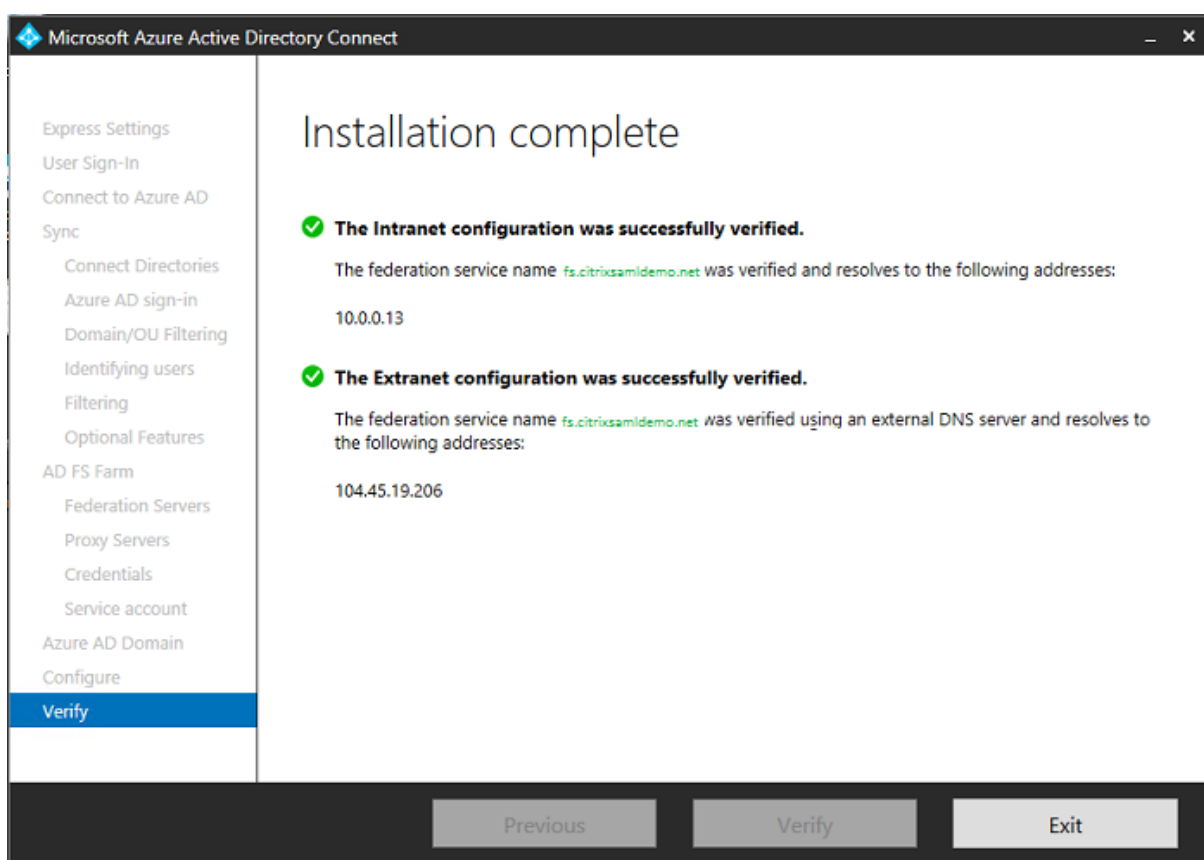 Microsoft Azure Active Directory Connect
Express Settings
User Sign-In
Connect to Azure AD
Sync
Connect Directories
Azure AD sign-in
Domain/OU Filtering
Identifying users
Filtering
Optional Features
AD FS Farm
Federation Servers
Proxy Servers
Credentials
Service account
Azure AD Domain
Configure
Verify
Installation complete
The Intranet configuration was successfully verified.
The federation service name fs.citrixsamldemo.net was verified and resolves to the following addresses:
10.0.0.13
The Extranet configuration was successfully verified.
The federation service name fs.citrixsamldemo.net was verified using an external DNS server and resolves to
the following addresses:
104.45.19.206
Previous
Verify
Exit